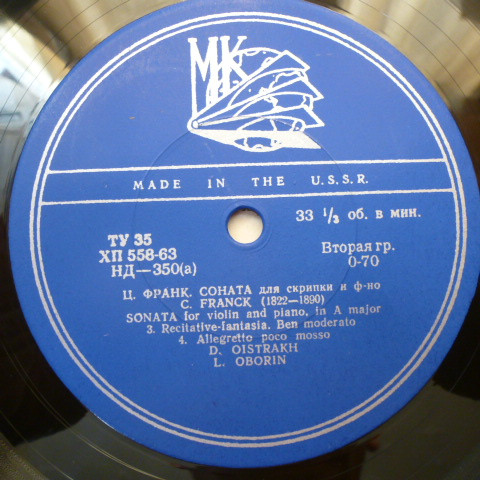 МК
MADE IN THE U.S.S.R.
33 1/3 об. в мин.
ТУ 35
ХП 558-63
НД—350(а)
Вторая гр.
0-70
Ц. ФРАНК. СОНАТА для скрипки и ф-но
C. FRANCK (1822—1890)
SONATA for violin and piano, in A major
3. Recitative-fantasia. Ben moderato
4. Allegretto poco mosso
D. OISTRAKH
L. OBORIN